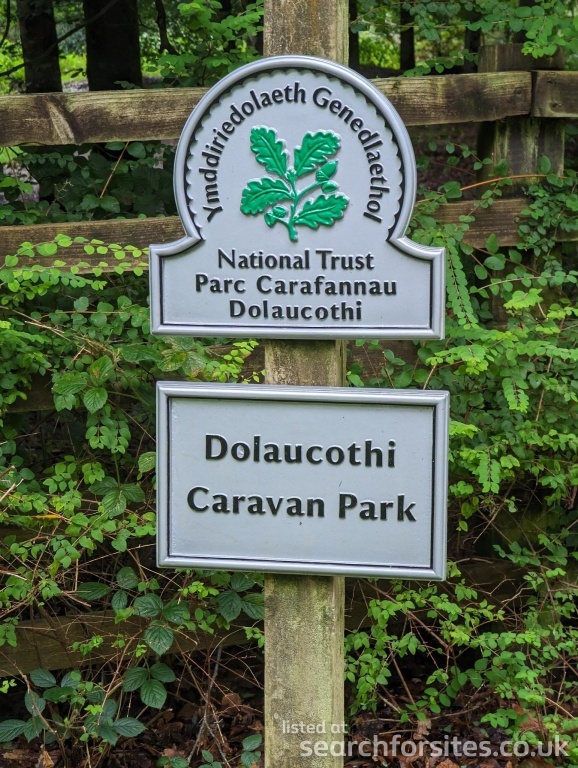 Ymddiriedolaeth Genedlaethol
National Trust
Parc Carafannau
Dolaucothi
Dolaucothi
Caravan Park
listed at
searchforsites.co.uk